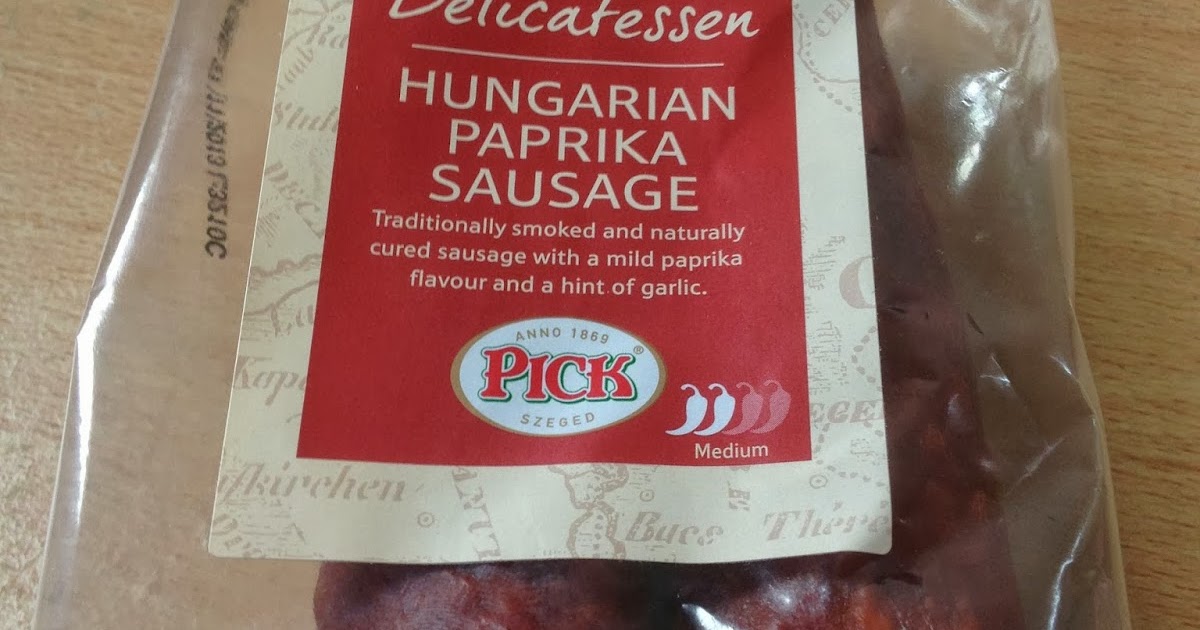 Delicatessen
HUNGARIAN
PAPRIKA
SAUSAGE
Traditionally smoked and naturally
cured sausage with a mild paprika
flavour and a hint of garlic.
ANNO 1869
PICK®
SZEGED
Medium
Buce